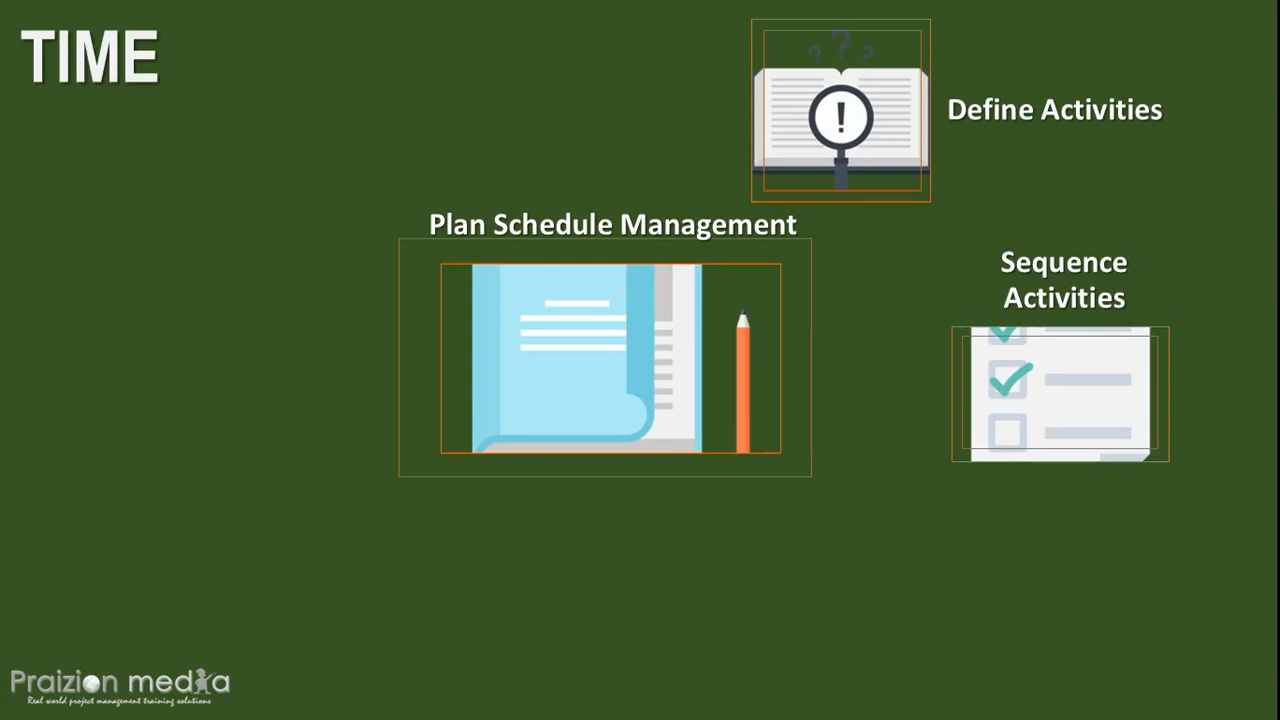 TIME
Define Activities
Plan Schedule Management
Sequence
Activities
Praizion media
Real world project management training solutions